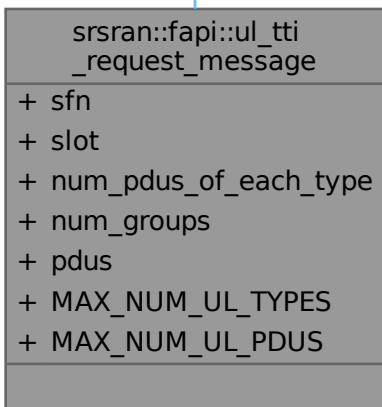 srsran::fapi::ul_tti
_request_message
+ sfn
+ slot
+ num_pdus_of_each_type
+ num_groups
+ pdus
+ MAX_NUM_UL_TYPES
+ MAX_NUM_UL_PDUS